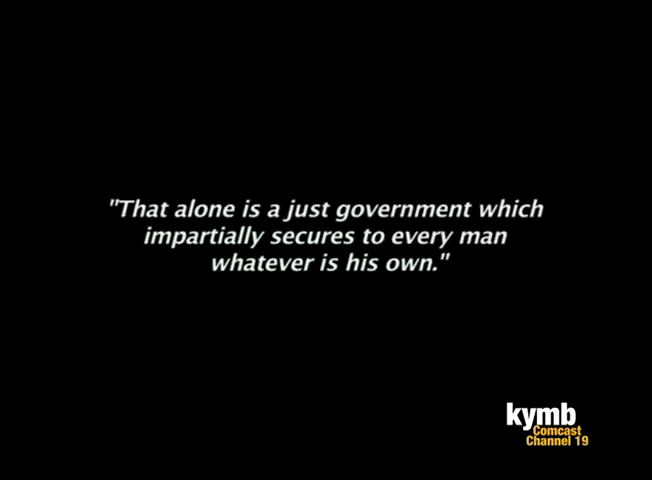 "That alone is a just government which
impartially secures to every man
whatever is his own."
kymb
Comcast
Channel 19